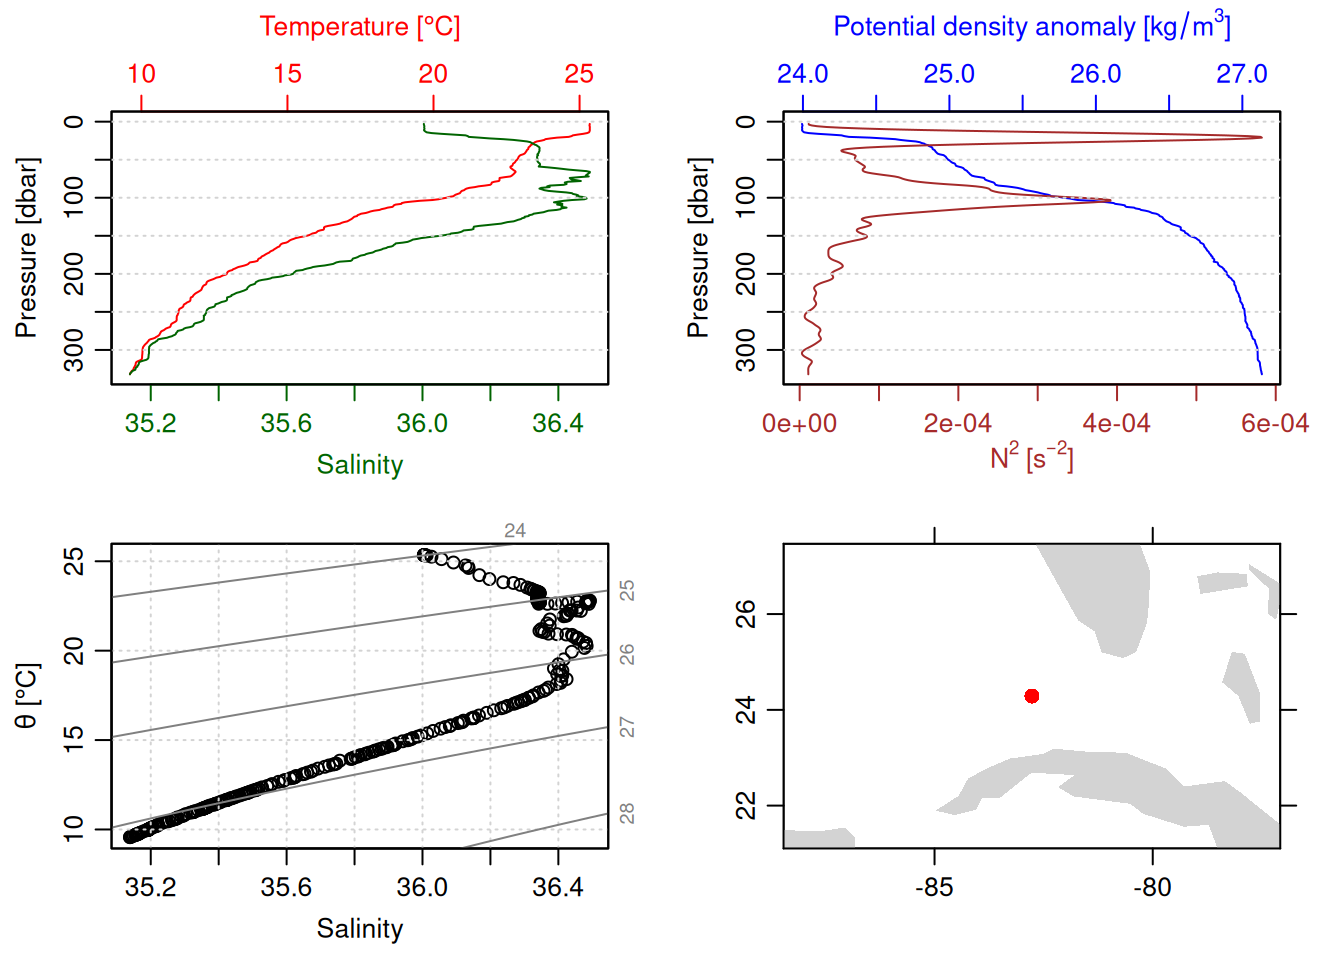 Temperature [°C]
10 15 20 25
Pressure [dbar]
0
100
200
300
35.2 35.6 36.0 36.4
Salinity
Potential density anomaly [kg/m³]
24.0 25.0 26.0 27.0
Pressure [dbar]
0
100
200
300
0e+00 2e-04 4e-04 6e-04
N² [s⁻²]
24
25
26
27
28
θ [°C]
25
20
15
10
35.2 35.6 36.0 36.4
Salinity
26
24
22
-85 -80